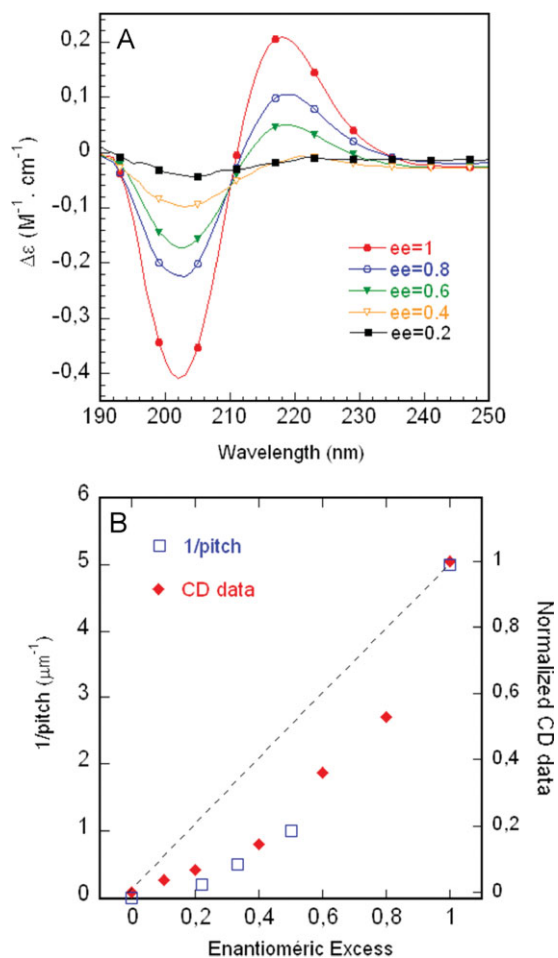 A
0,2
0,1
0
-0,1
-0,2
-0,3
-0,4
Δε (M⁻¹. cm⁻¹)
ee=1
ee=0.8
ee=0.6
ee=0.4
ee=0.2
190 200 210 220 230 240 250
Wavelength (nm)
B
1/pitch
CD data
6
5
4
3
2
1
0
1/pitch (μm⁻¹)
1
0,8
0,6
0,4
0,2
0
Normalized CD data
0 0,2 0,4 0,6 0,8 1
Enantioméric Excess